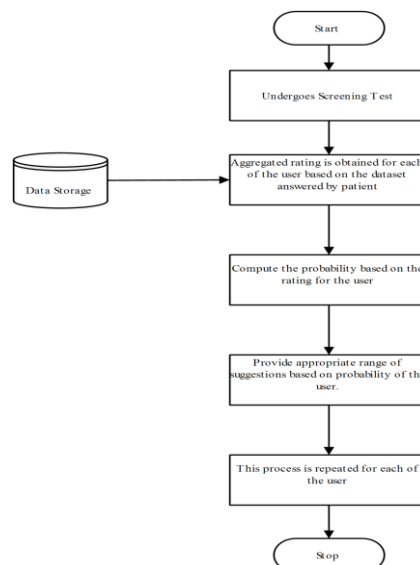 Start
Undergoes Screening Test
Aggregated rating is obtained for each
of the user based on the dataset
answered by patient
Data Storage
Compute the probability based on the
rating for the user
Provide appropriate range of
suggestions based on probability of the
user.
This process is repeated for each of
the user
Stop